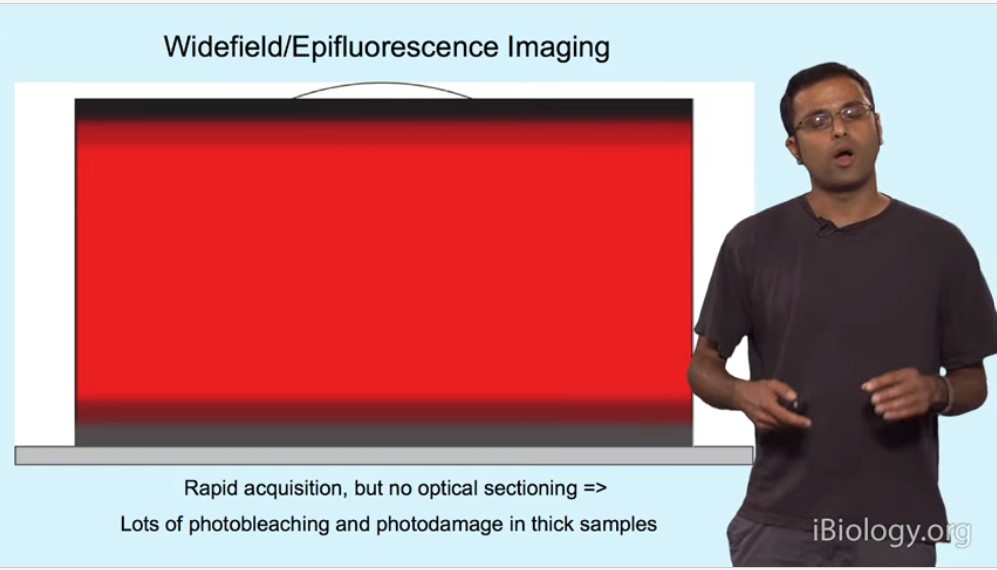 Widefield/Epifluorescence Imaging
Rapid acquisition, but no optical sectioning =>
Lots of photobleaching and photodamage in thick samples
iBiology.org